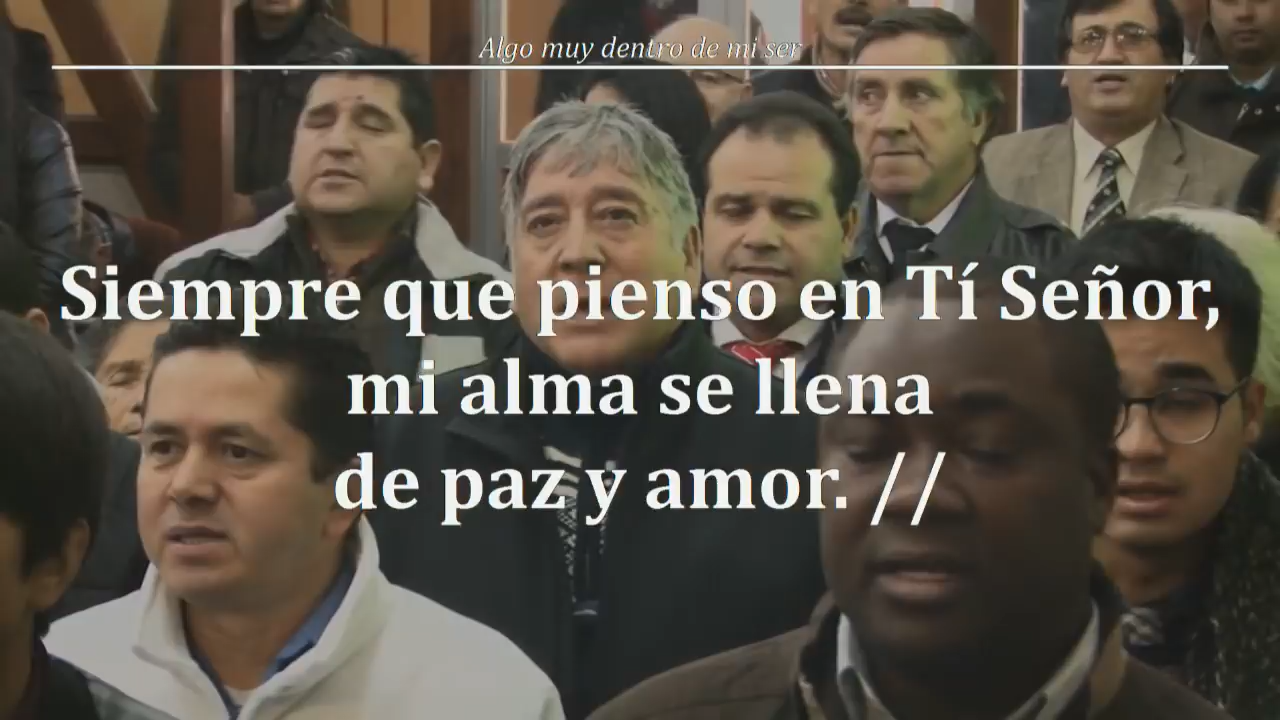 Algo muy dentro de mi ser
Siempre que pienso en Tí Señor,
mi alma se llena
de paz y amor. //